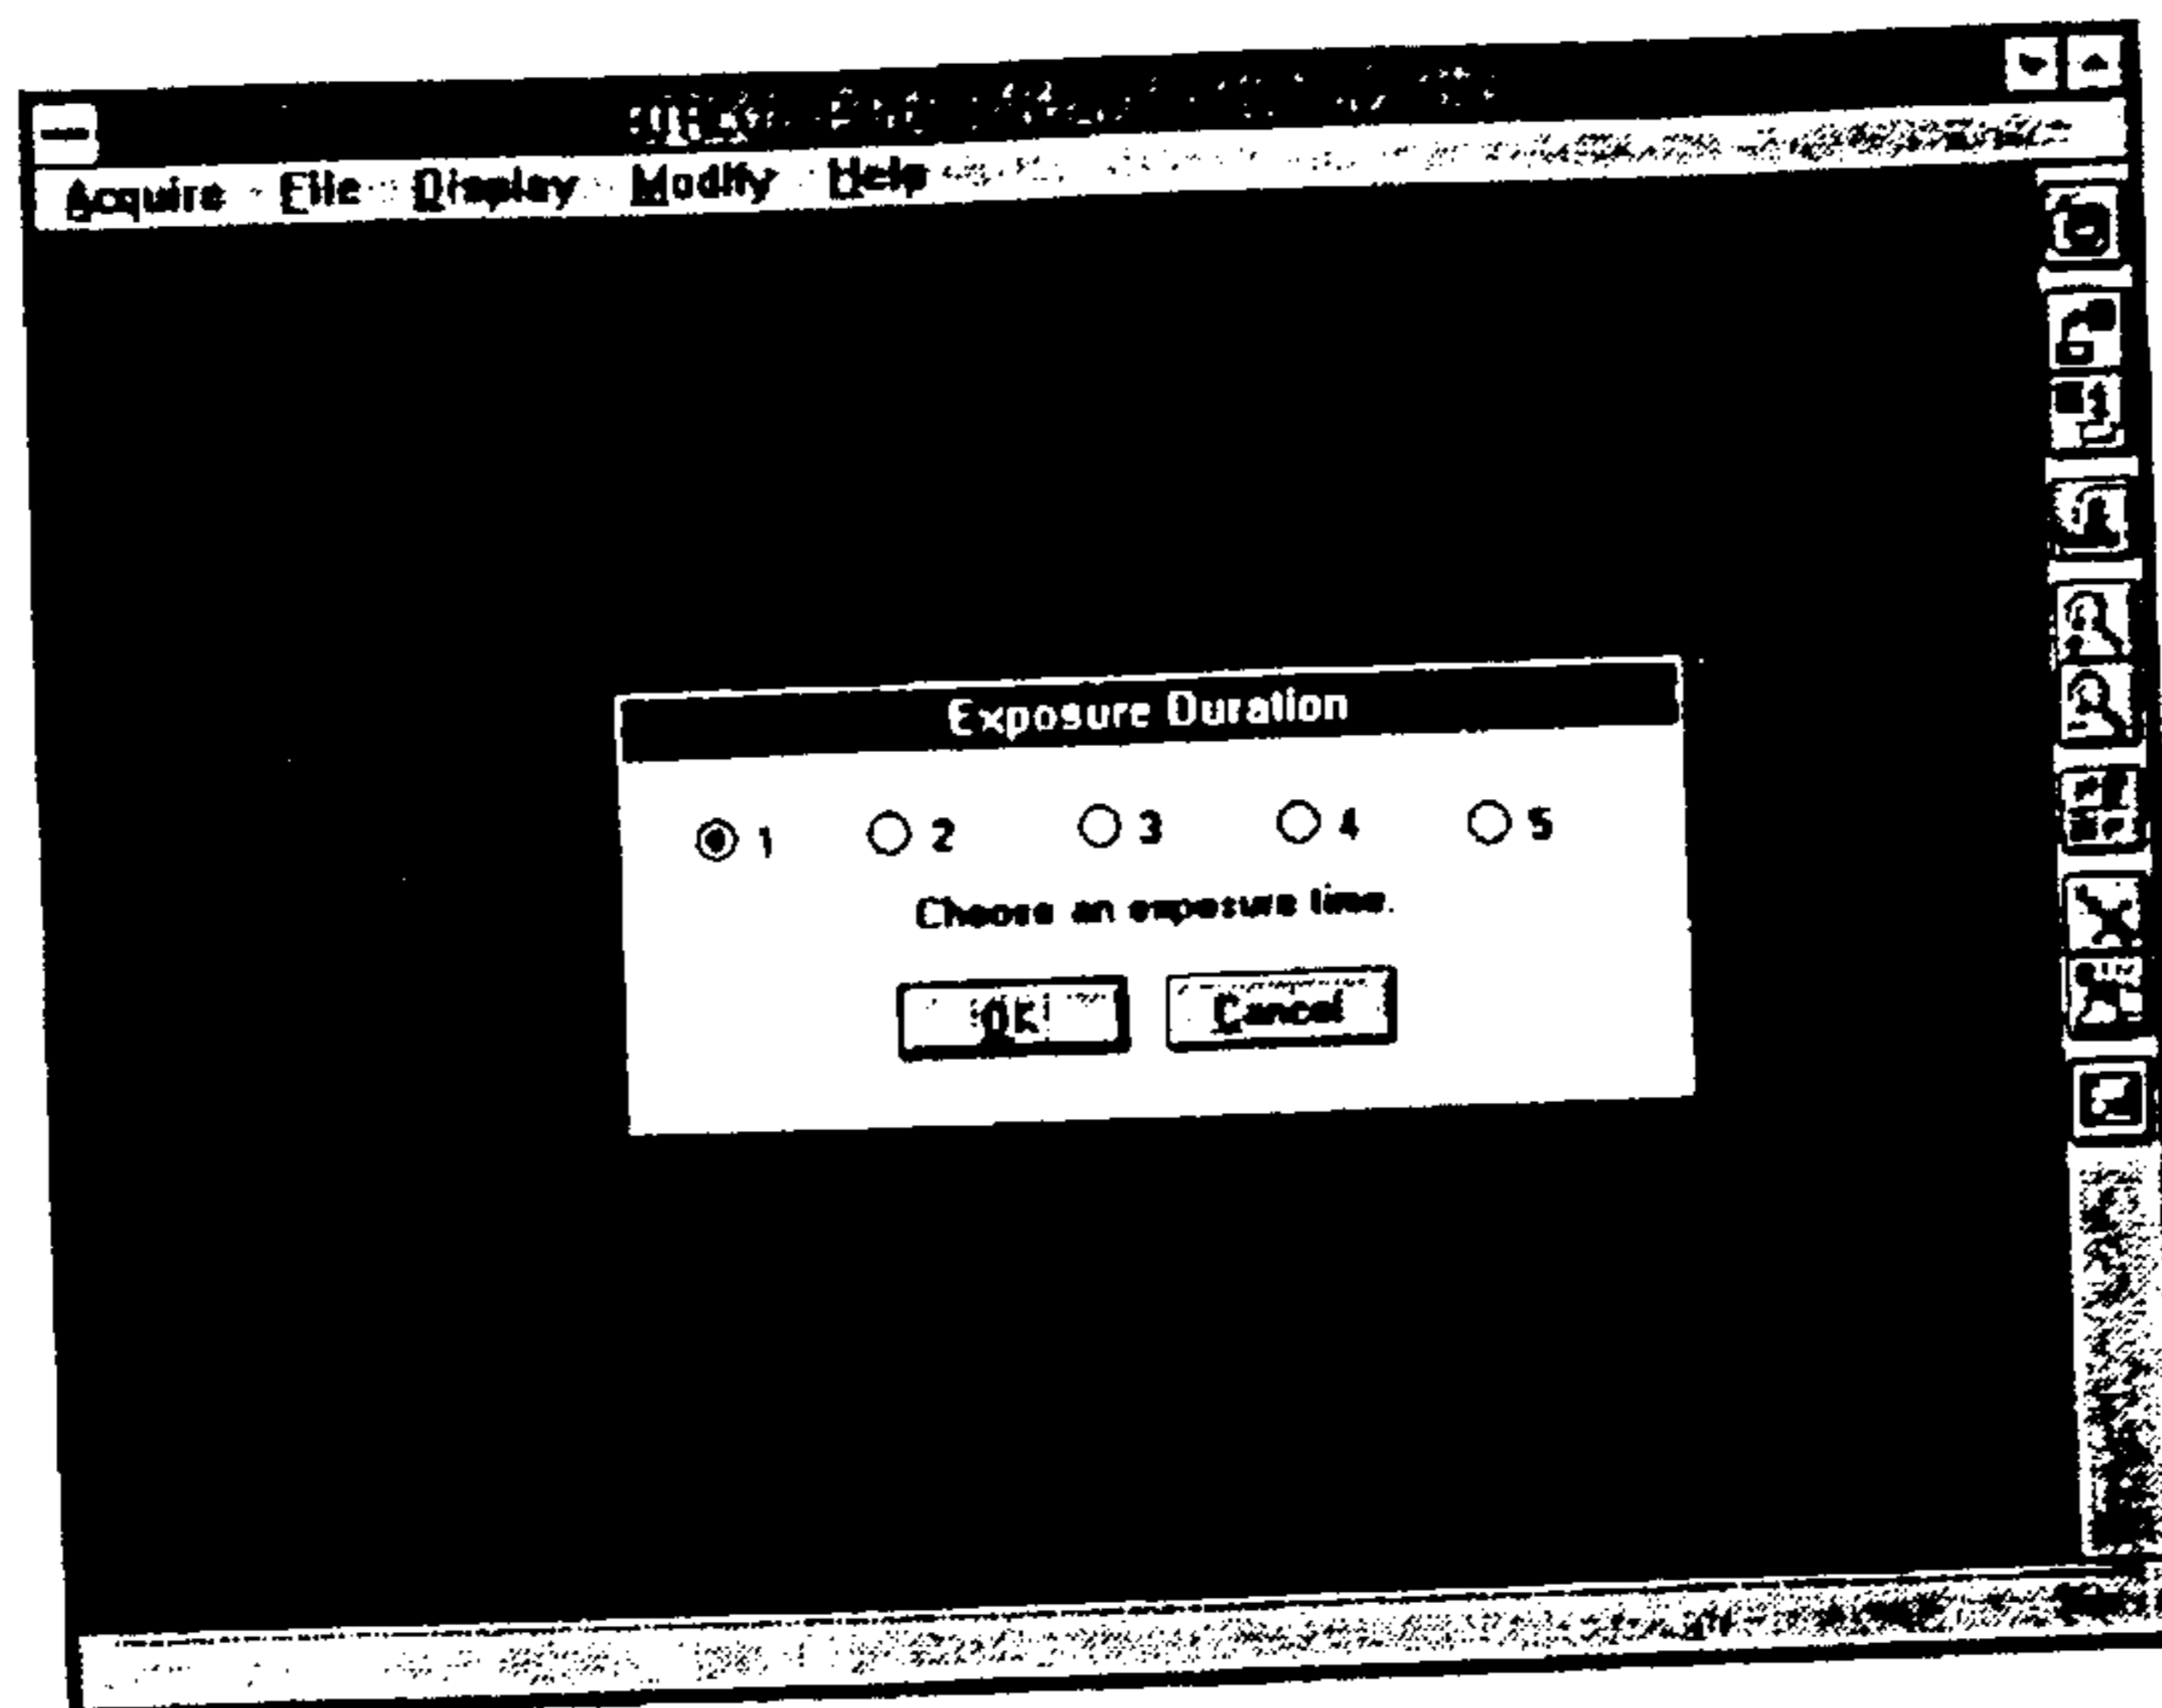 Acquire File Display Modify Help
Exposure Duration
1 2 3 4 5
Choose an exposure time.
OK Cancel